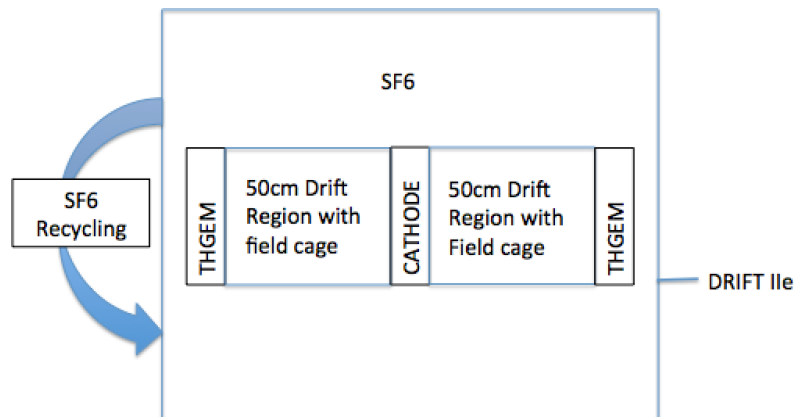 SF6
SF6
Recycling
THGEM
50cm Drift
Region with
field cage
CATHODE
50cm Drift
Region with
Field cage
THGEM
DRIFT IIe